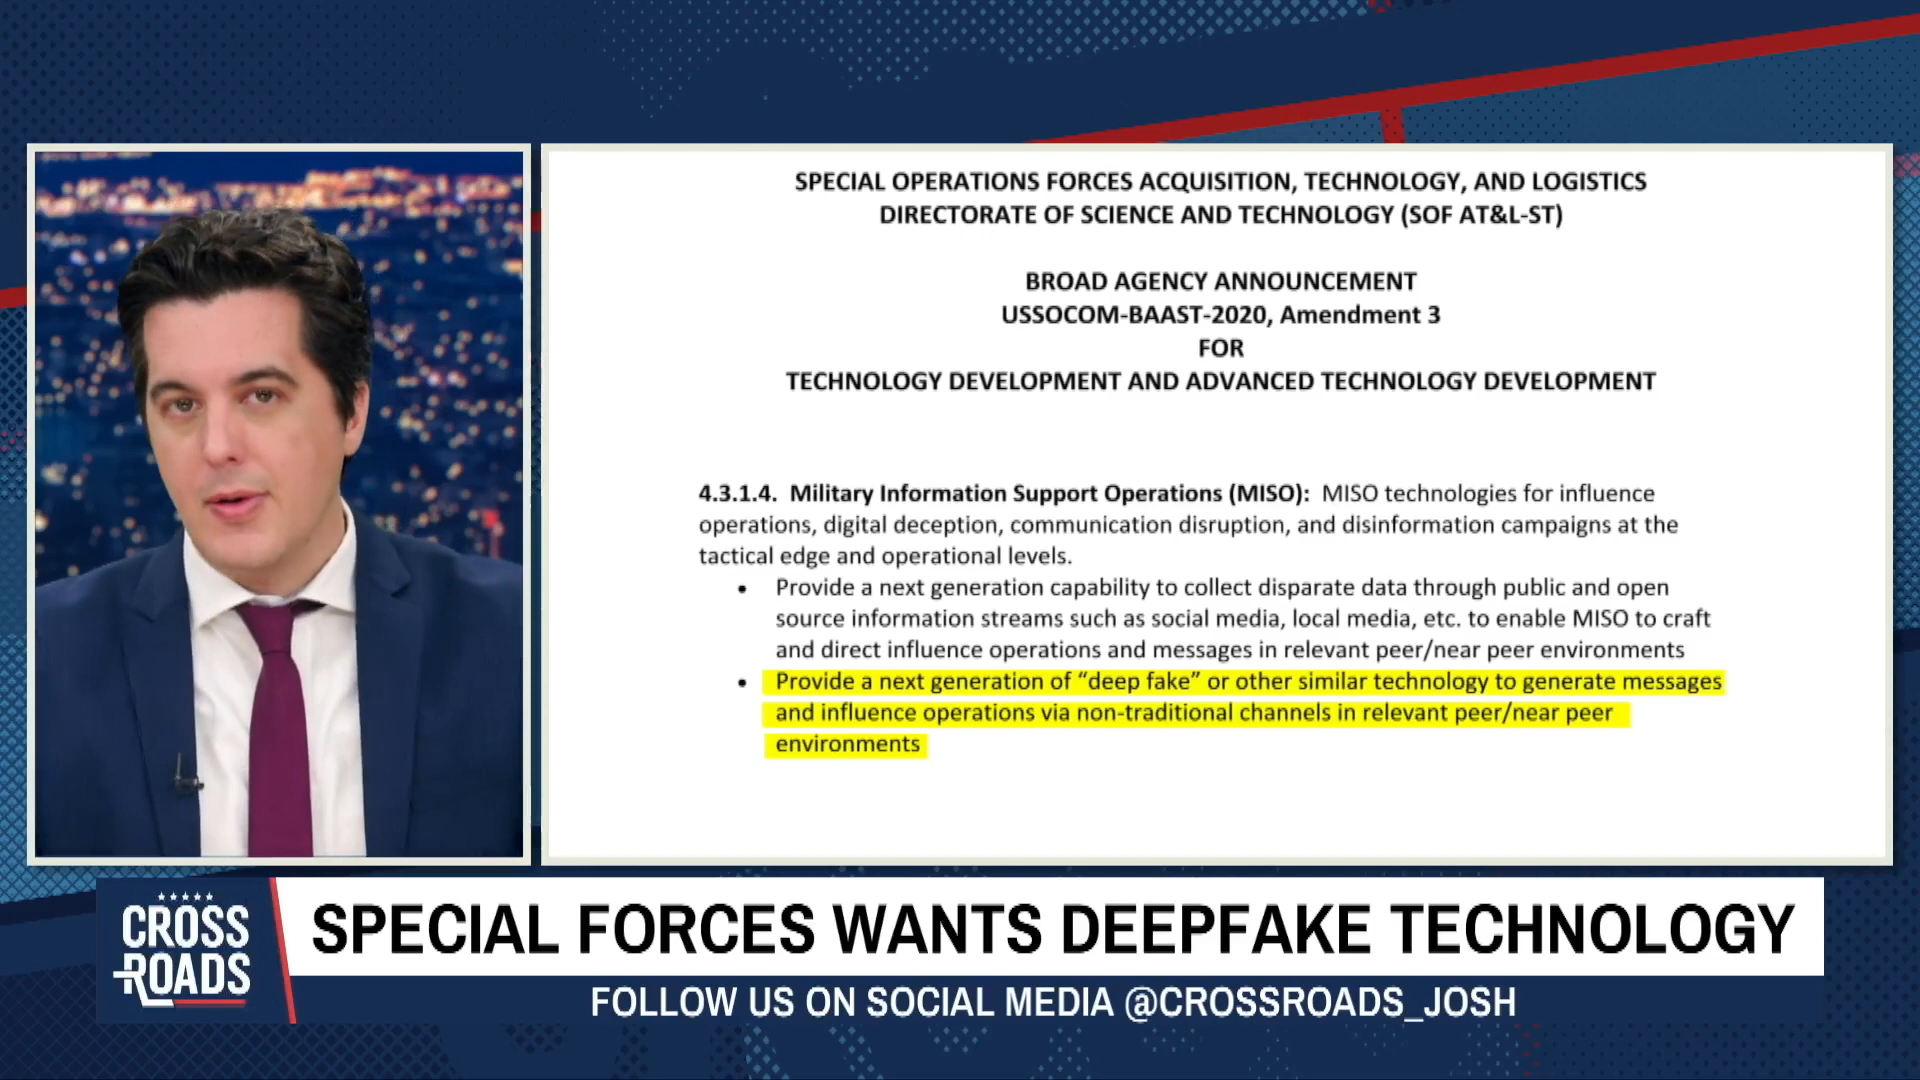 SPECIAL OPERATIONS FORCES ACQUISITION, TECHNOLOGY, AND LOGISTICS
DIRECTORATE OF SCIENCE AND TECHNOLOGY (SOF AT&L-ST)
BROAD AGENCY ANNOUNCEMENT
USSOCOM-BAAST-2020, Amendment 3
FOR
TECHNOLOGY DEVELOPMENT AND ADVANCED TECHNOLOGY DEVELOPMENT
4.3.1.4. Military Information Support Operations (MISO): MISO technologies for influence
operations, digital deception, communication disruption, and disinformation campaigns at the
tactical edge and operational levels.
• Provide a next generation capability to collect disparate data through public and open
source information streams such as social media, local media, etc. to enable MISO to craft
and direct influence operations and messages in relevant peer/near peer environments
• Provide a next generation of “deep fake” or other similar technology to generate messages
and influence operations via non-traditional channels in relevant peer/near peer
environments
CROSS
ROADS
SPECIAL FORCES WANTS DEEPFAKE TECHNOLOGY
FOLLOW US ON SOCIAL MEDIA @CROSSROADS_JOSH